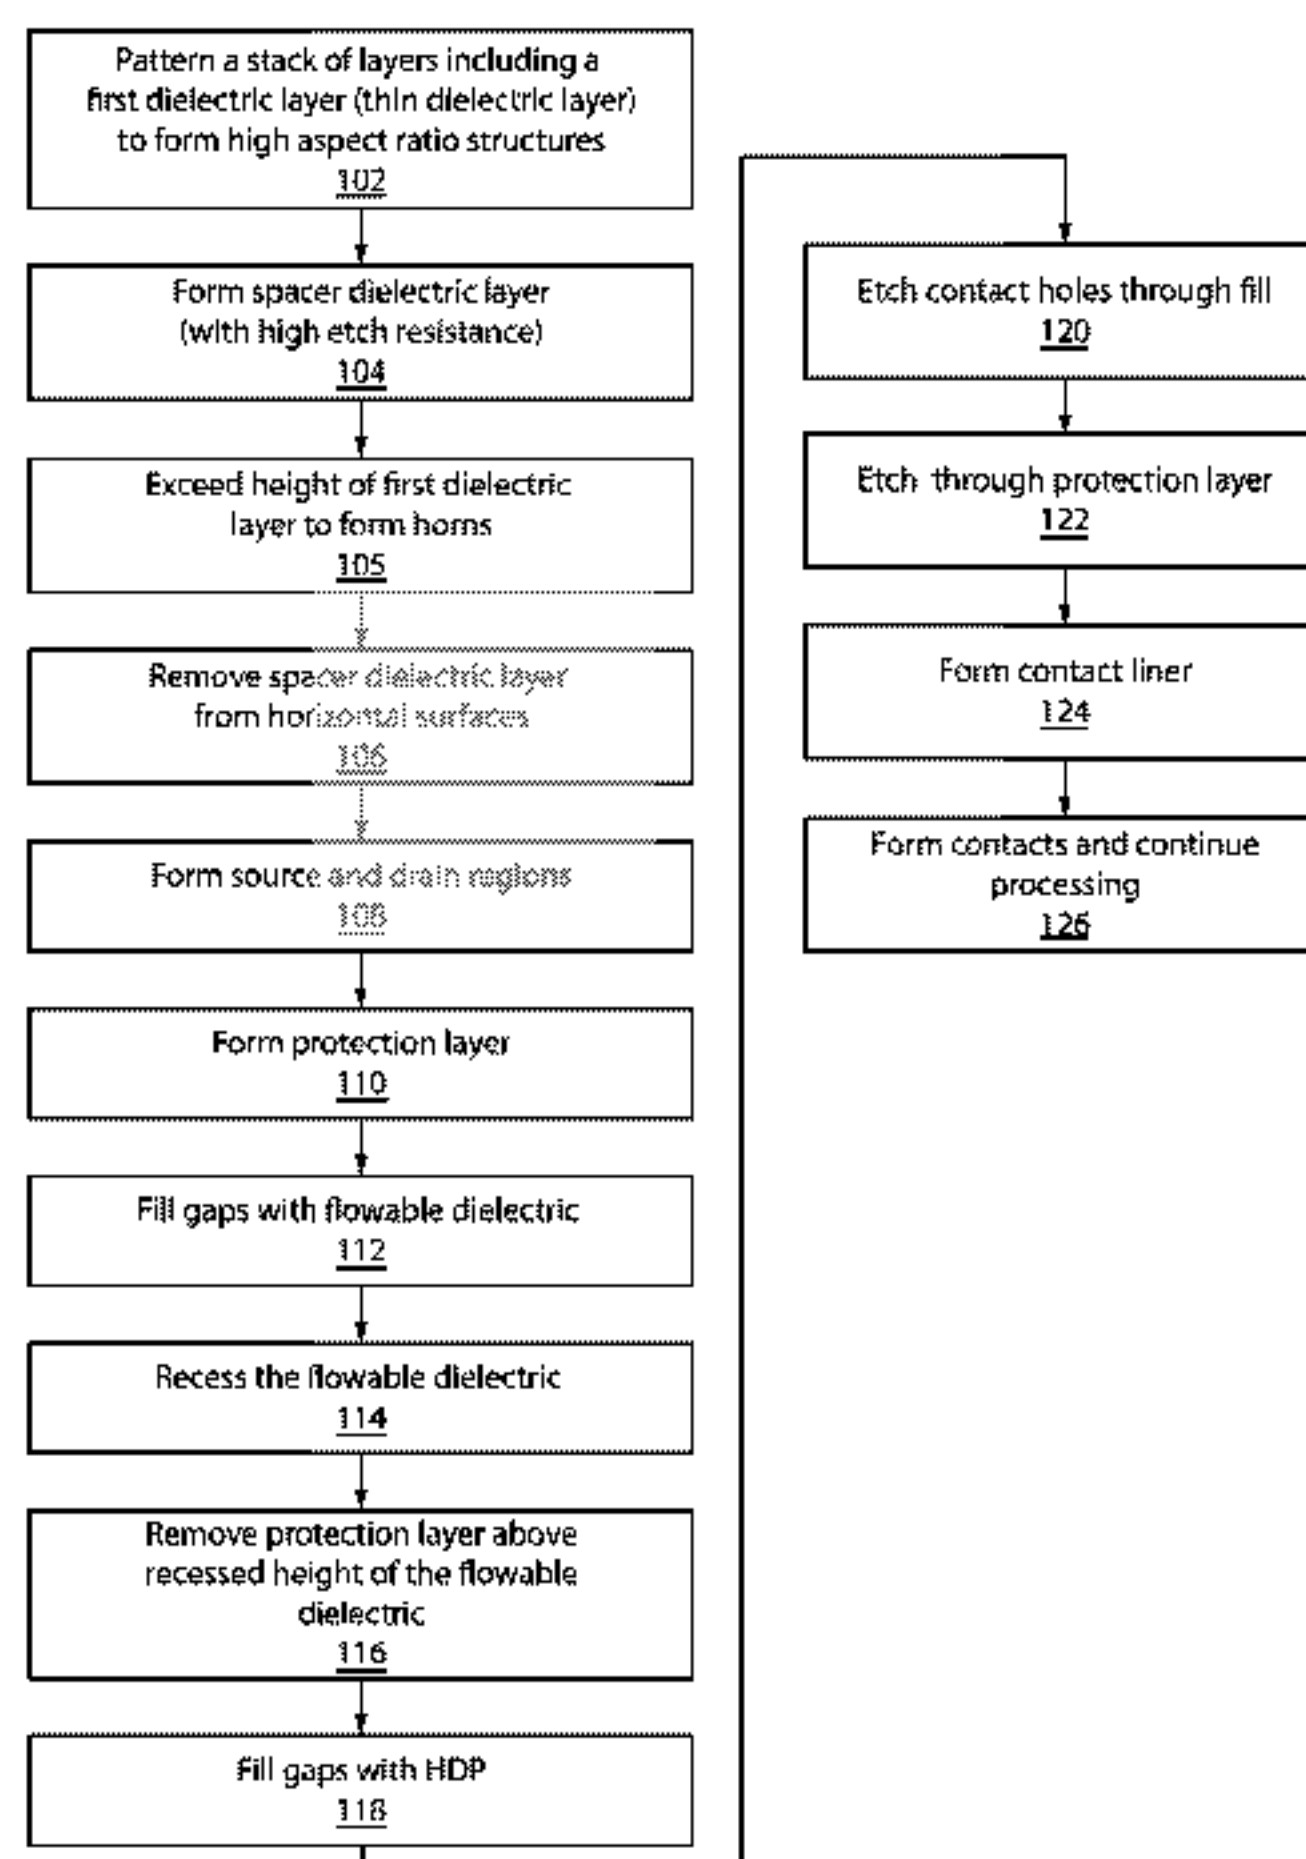 Pattern a stack of layers including a
first dielectric layer (thin dielectric layer)
to form high aspect ratio structures
102
Form spacer dielectric layer
(with high etch resistance)
104
Exceed height of first dielectric
layer to form horns
105
Remove spacer dielectric layer
from horizontal surfaces
106
Form source and drain regions
108
Form protection layer
110
Fill gaps with flowable dielectric
112
Recess the flowable dielectric
114
Remove protection layer above
recessed height of the flowable
dielectric
116
Fill gaps with HDP
118
Etch contact holes through fill
120
Etch through protection layer
122
Form contact liner
124
Form contacts and continue
processing
126